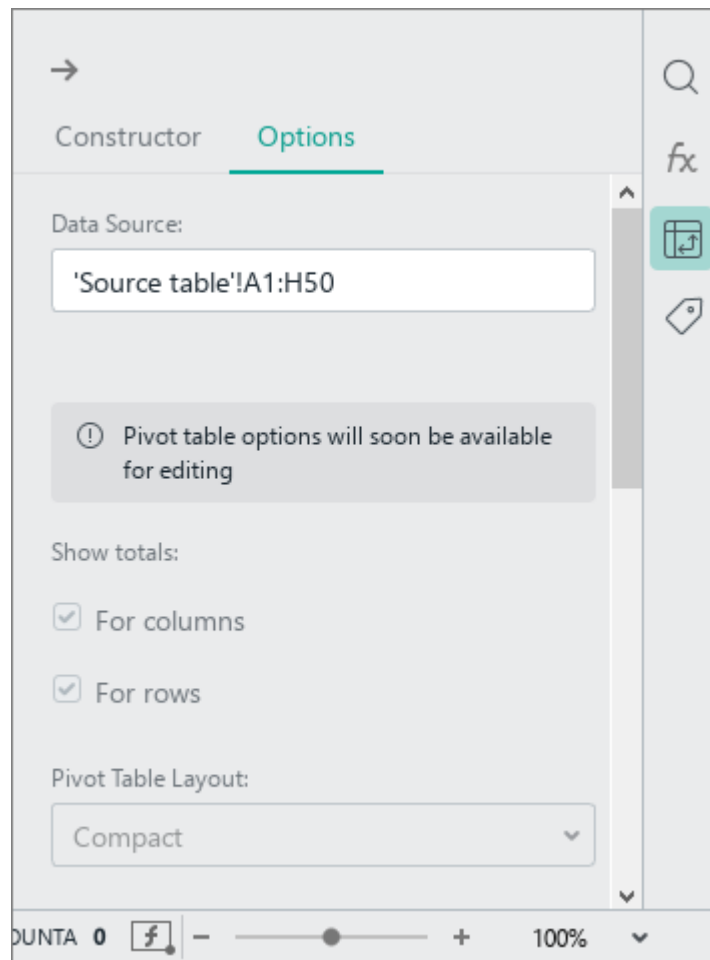 Constructor Options
fx
Data Source:
'Source table'!A1:H50
Pivot table options will soon be available
for editing
Show totals:
For columns
For rows
Pivot Table Layout:
Compact
0 f − + 100%